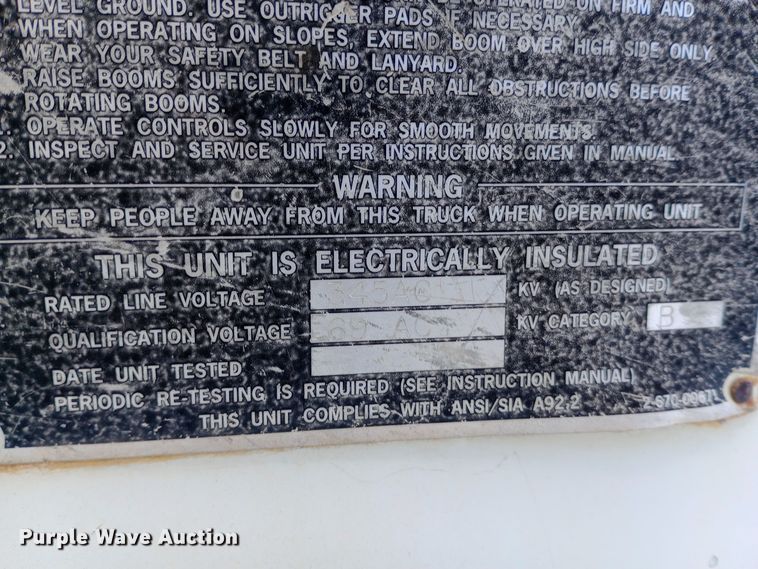 LEVEL GROUND. USE OUTRIGGER PADS IF NECESSARY.
WHEN OPERATING ON SLOPES, EXTEND BOOM OVER HIGH SIDE ONLY
WEAR YOUR SAFETY BELT AND LANYARD.
RAISE BOOMS SUFFICIENTLY TO CLEAR ALL OBSTRUCTIONS BEFORE
ROTATING BOOMS.
1. OPERATE CONTROLS SLOWLY FOR SMOOTH MOVEMENTS.
2. INSPECT AND SERVICE UNIT PER INSTRUCTIONS GIVEN IN MANUAL.
WARNING
KEEP PEOPLE AWAY FROM THIS TRUCK WHEN OPERATING UNIT
THIS UNIT IS ELECTRICALLY INSULATED
RATED LINE VOLTAGE KV (AS DESIGNED)
QUALIFICATION VOLTAGE 69 AC KV CATEGORY B
DATE UNIT TESTED
PERIODIC RE-TESTING IS REQUIRED (SEE INSTRUCTION MANUAL)
THIS UNIT COMPLIES WITH ANSI/SIA A92.2
Purple Wave Auction